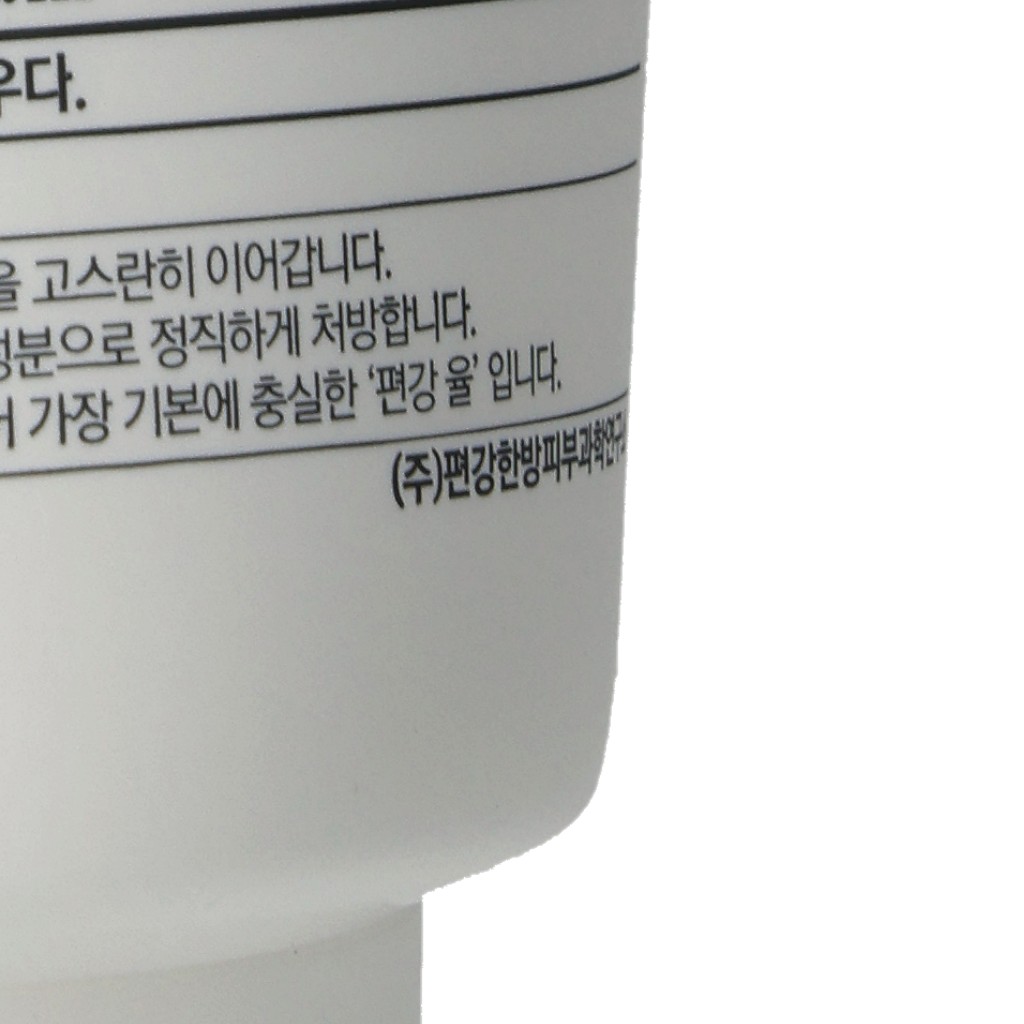 우다.
을 고스란히 이어갑니다.
성분으로 정직하게 처방합니다.
가장 기본에 충실한 ‘편강 율’ 입니다.
(주)편강한방피부과학연구